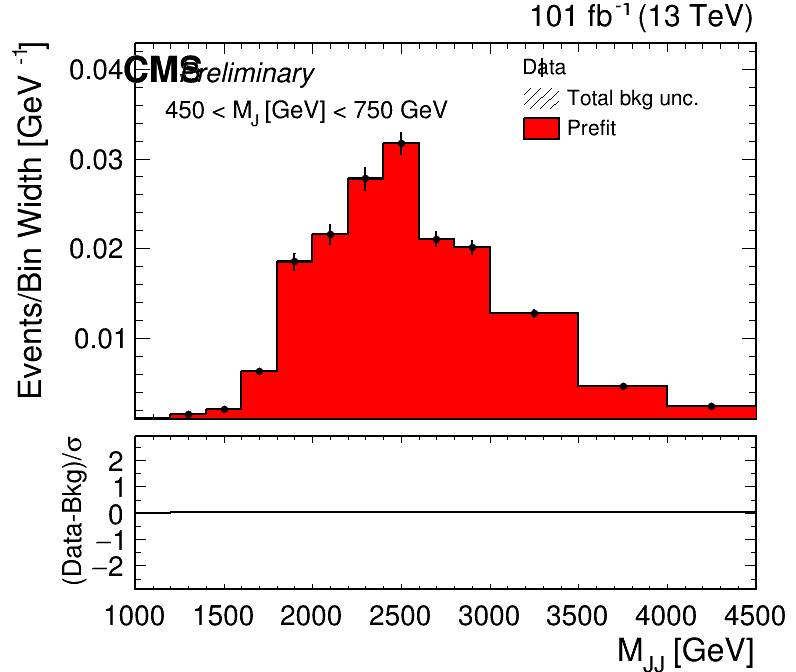 101 fb-1 (13 TeV)
CMS Preliminary
450 < MJ [GeV] < 750 GeV
Data
Total bkg unc.
Prefit
Events/Bin Width [GeV-1]
0.04
0.03
0.02
0.01
(Data-Bkg)/σ
2
1
0
−1
−2
1000 1500 2000 2500 3000 3500 4000 4500
MJJ [GeV]